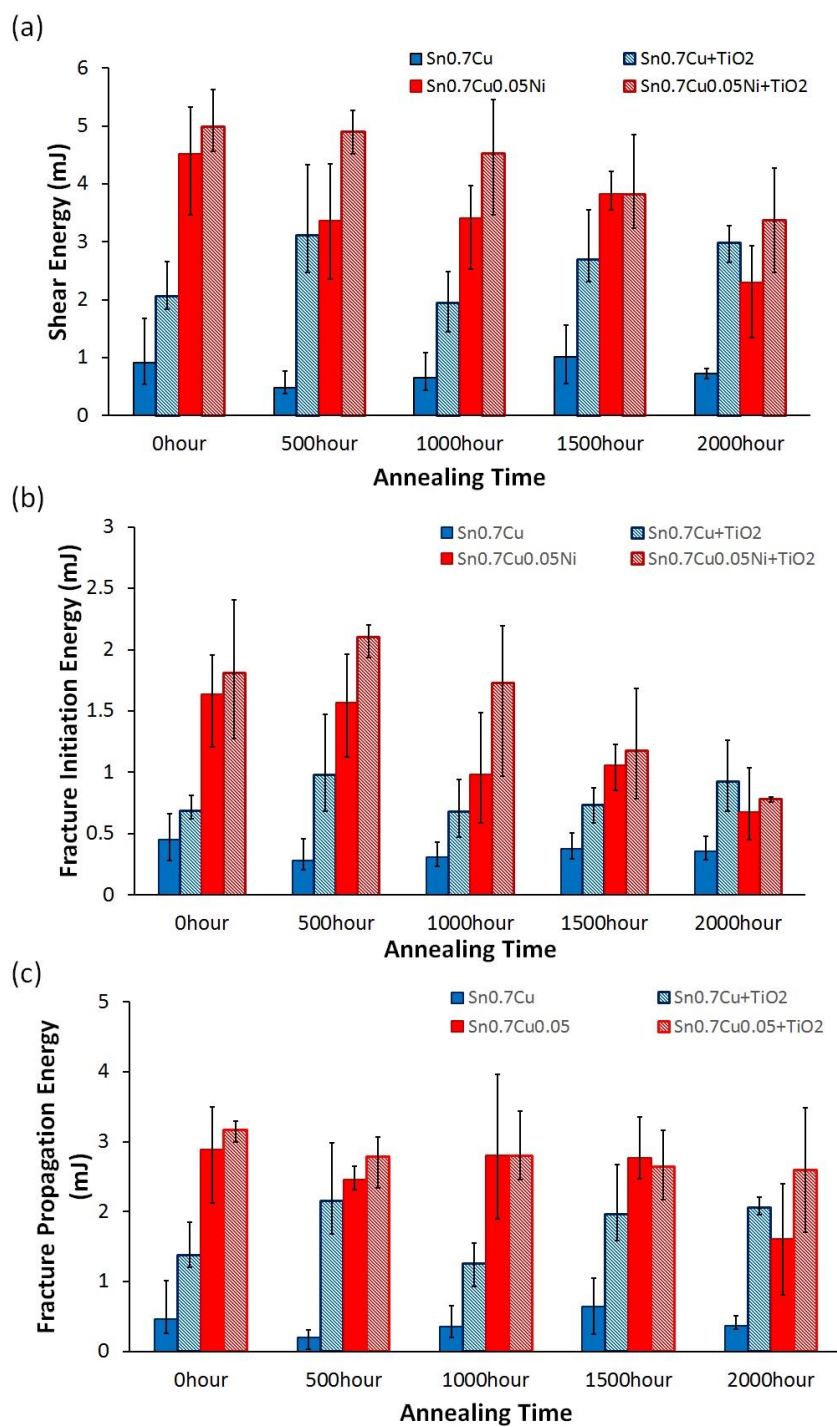 (a)
Sn0.7Cu Sn0.7Cu+TiO2
Sn0.7Cu0.05Ni Sn0.7Cu0.05Ni+TiO2
6
5
4
3
2
1
0
Shear Energy (mJ)
0hour 500hour 1000hour 1500hour 2000hour
Annealing Time
(b)
Sn0.7Cu Sn0.7Cu+TiO2
Sn0.7Cu0.05Ni Sn0.7Cu0.05Ni+TiO2
3
2.5
2
1.5
1
0.5
0
Fracture Initiation Energy (mJ)
0hour 500hour 1000hour 1500hour 2000hour
Annealing Time
(c)
Sn0.7Cu Sn0.7Cu+TiO2
Sn0.7Cu0.05 Sn0.7Cu0.05+TiO2
5
4
3
2
1
0
Fracture Propagation Energy
(mJ)
0hour 500hour 1000hour 1500hour 2000hour
Annealing Time